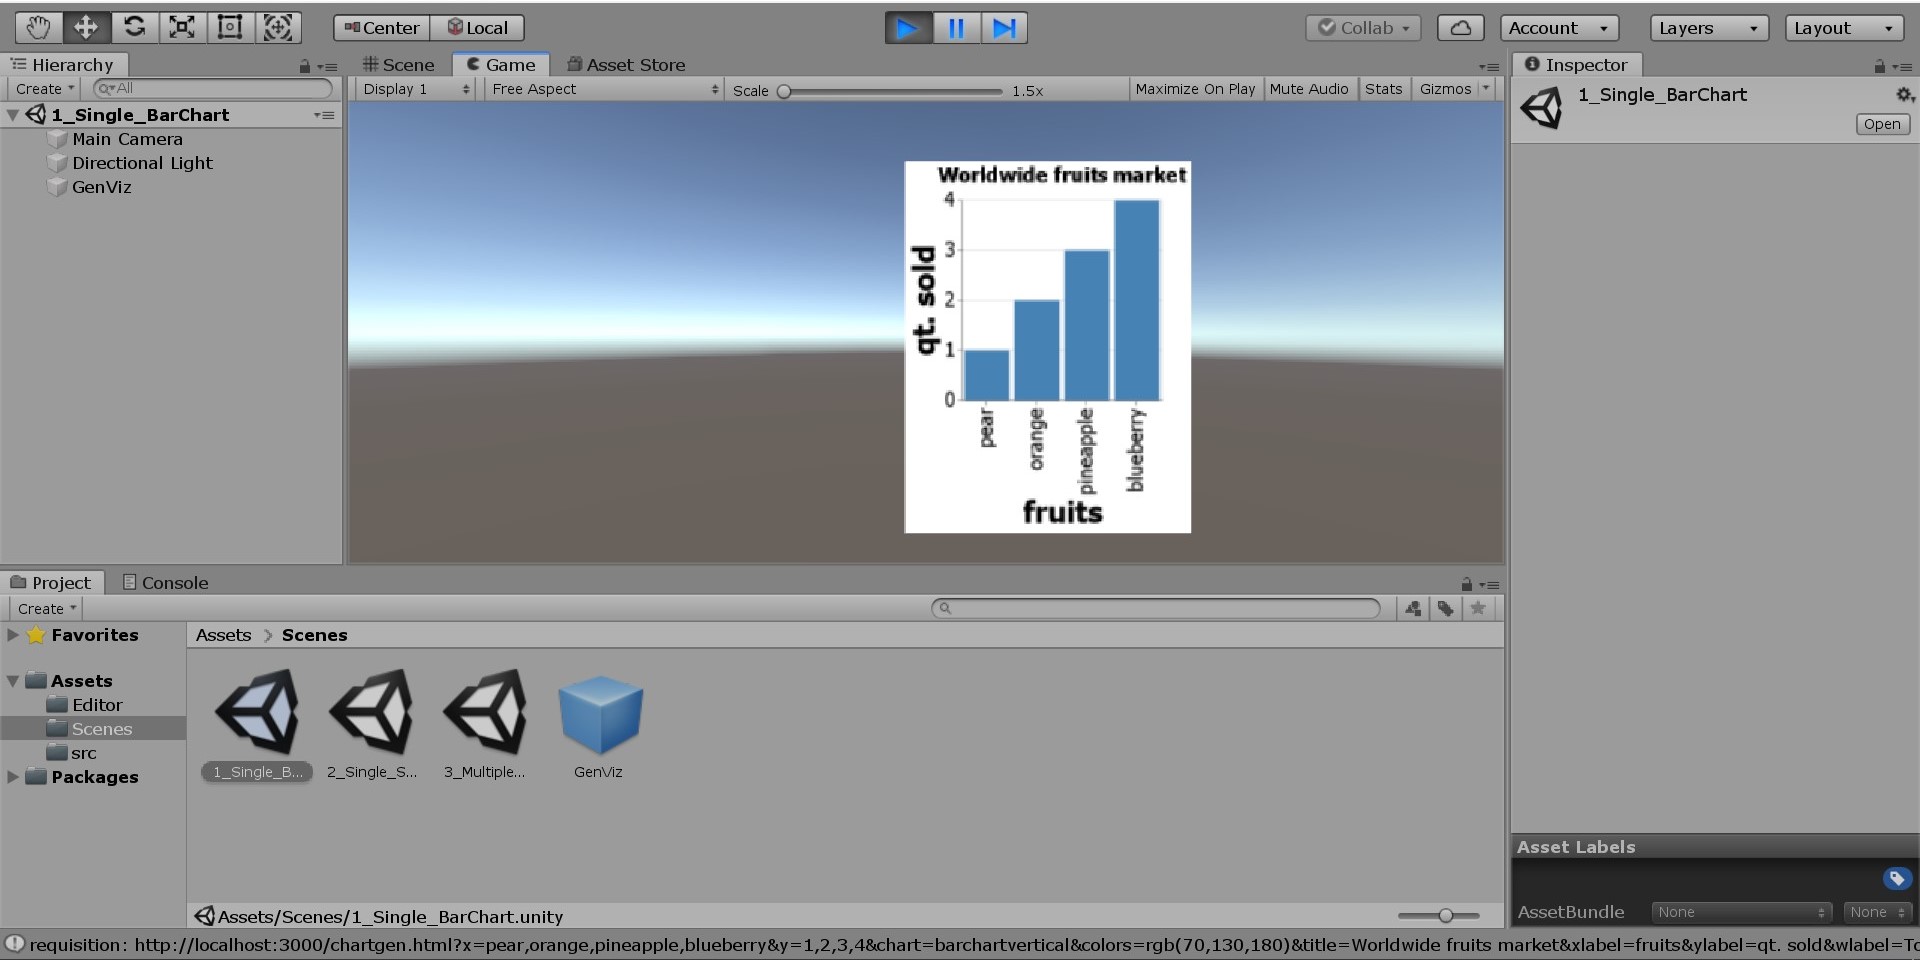 Center Local Collab Account Layers Layout
Hierarchy
Create All
1_Single_BarChart
Main Camera
Directional Light
GenViz
Scene Game Asset Store
Display 1 Free Aspect Scale 1.5x Maximize On Play Mute Audio Stats Gizmos
Worldwide fruits market
qt. sold
4
3
2
1
0
pear
orange
pineapple
blueberry
fruits
Inspector
1_Single_BarChart
Open
Project Console
Create
Favorites
Assets
Editor
Scenes
src
Packages
Assets > Scenes
1_Single_B... 2_Single_S... 3_Multiple... GenViz
Assets/Scenes/1_Single_BarChart.unity
Asset Labels
AssetBundle None None
requisition: http://localhost:3000/chartgen.html?x=pear,orange,pineapple,blueberry&y=1,2,3,4&chart=barchartvertical&colors=rgb(70,130,180)&title=Worldwide fruits market&xlabel=fruits&ylabel=qt. sold&wlabel=To